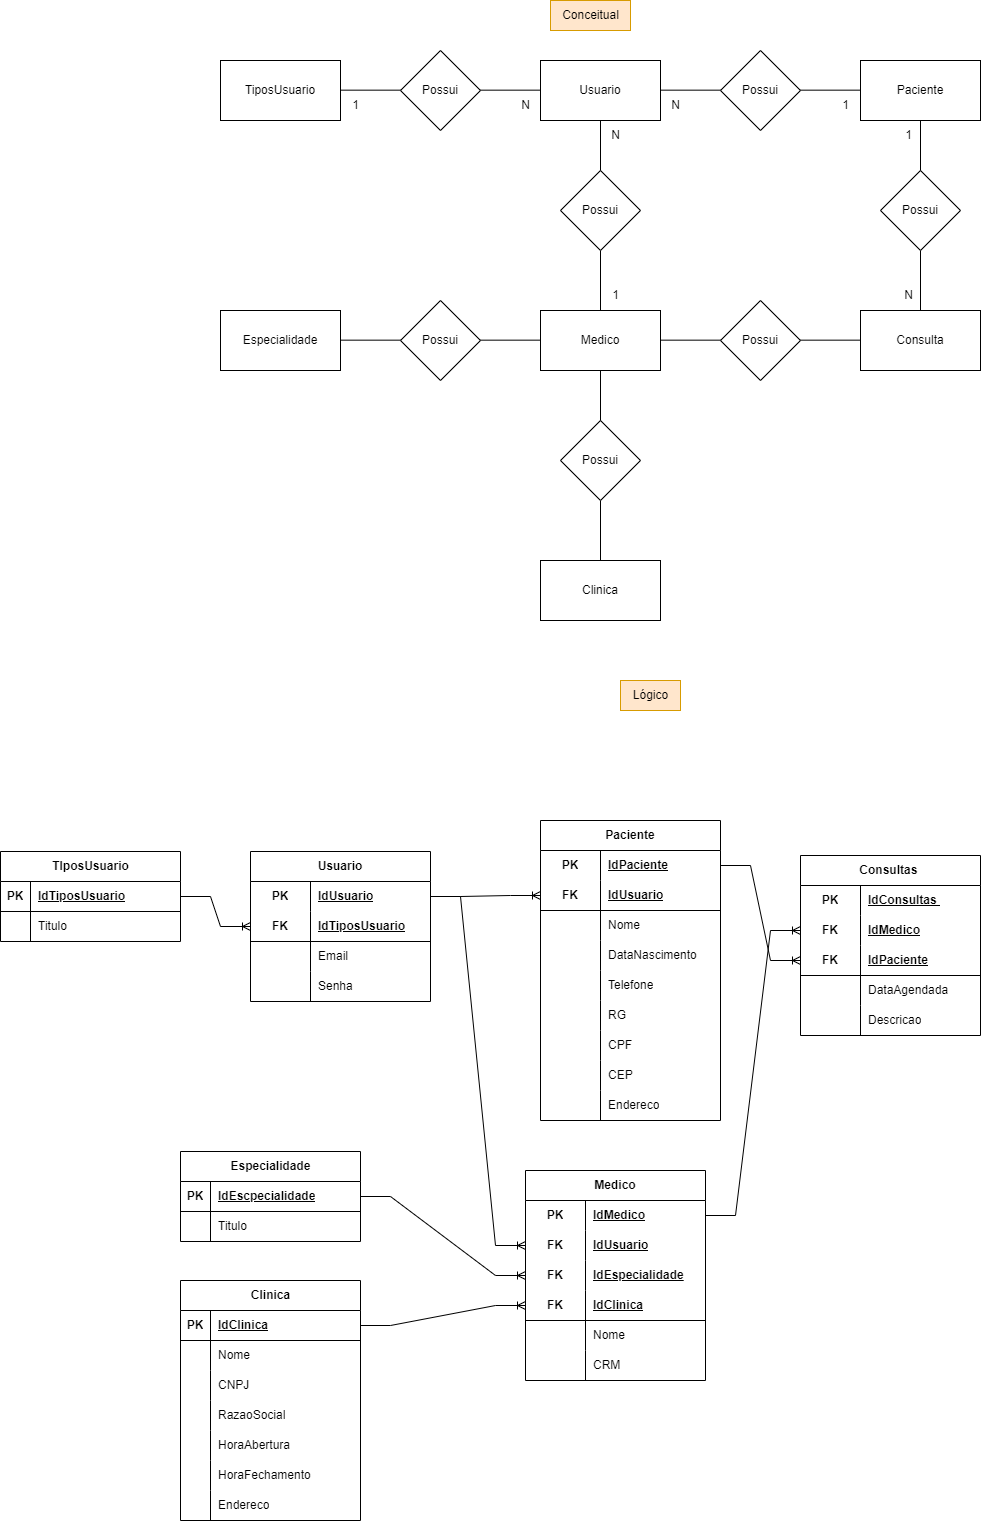 Conceitual
TiposUsuario
Possui
Usuario
Possui
Paciente
1
N
N
1
N
1
Possui
Possui
1
N
Especialidade
Possui
Medico
Possui
Consulta
Possui
Clinica
Lógico
TIposUsuario
PK IdTiposUsuario
Titulo
Usuario
PK IdUsuario
FK IdTiposUsuario
Email
Senha
Paciente
PK IdPaciente
FK IdUsuario
Nome
DataNascimento
Telefone
RG
CPF
CEP
Endereco
Consultas
PK IdConsultas
FK IdMedico
FK IdPaciente
DataAgendada
Descricao
Especialidade
PK IdEscpecialidade
Titulo
Clinica
PK IdClinica
Nome
CNPJ
RazaoSocial
HoraAbertura
HoraFechamento
Endereco
Medico
PK IdMedico
FK IdUsuario
FK IdEspecialidade
FK IdClinica
Nome
CRM